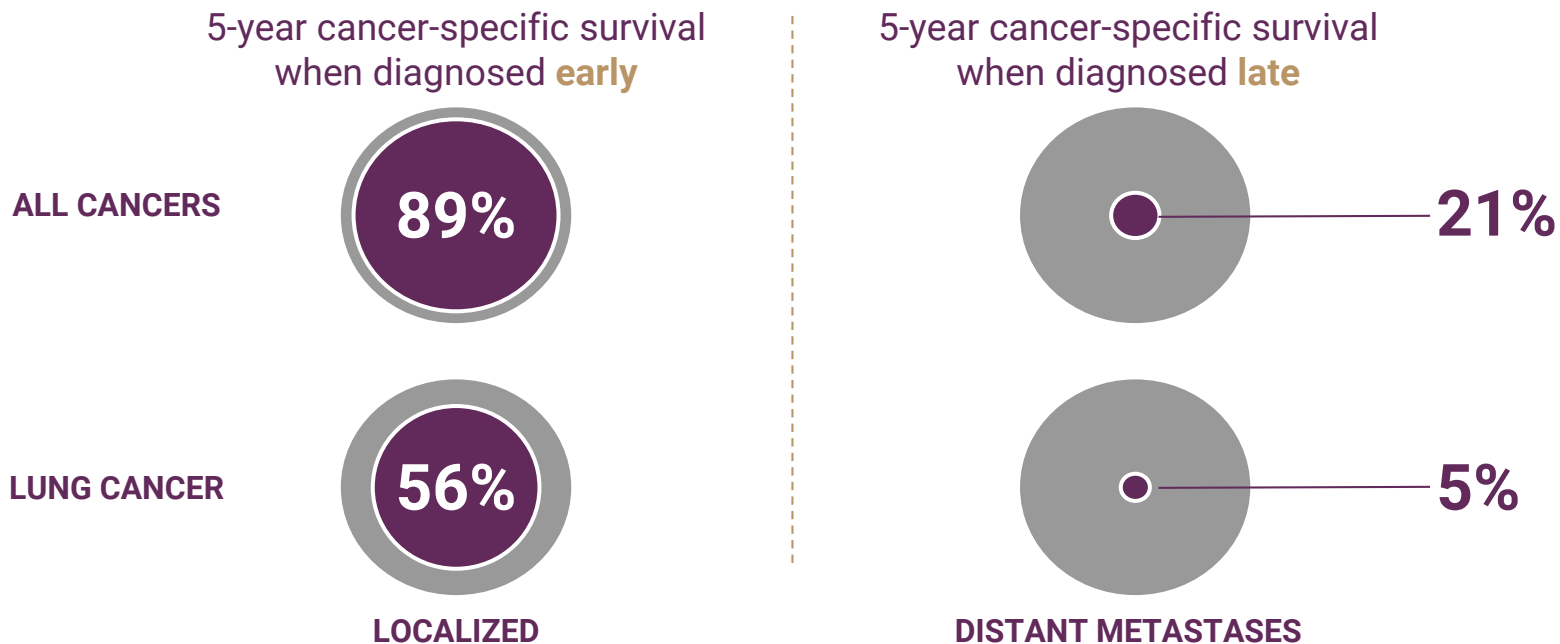 5-year cancer-specific survival
when diagnosed early
5-year cancer-specific survival
when diagnosed late
ALL CANCERS
89%
21%
LUNG CANCER
56%
5%
LOCALIZED
DISTANT METASTASES